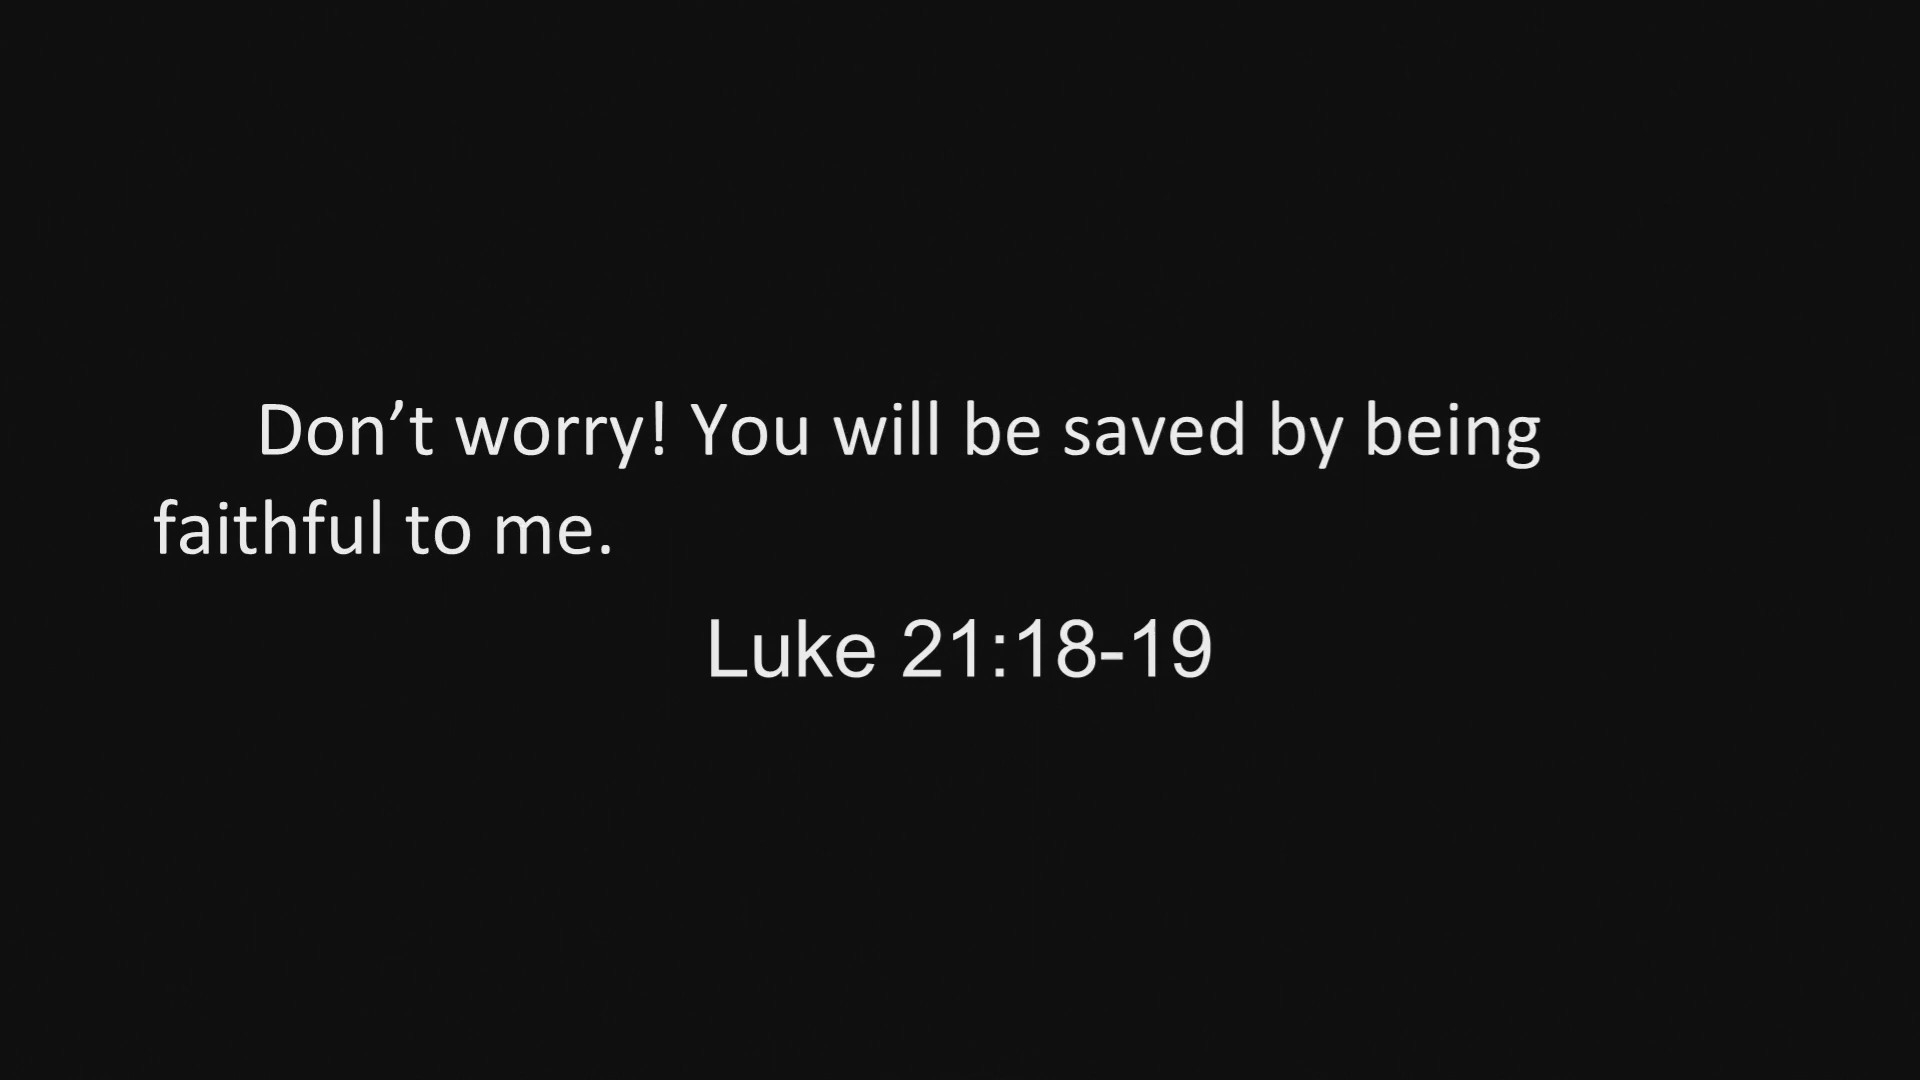 Don’t worry! You will be saved by being
faithful to me.
Luke 21:18-19